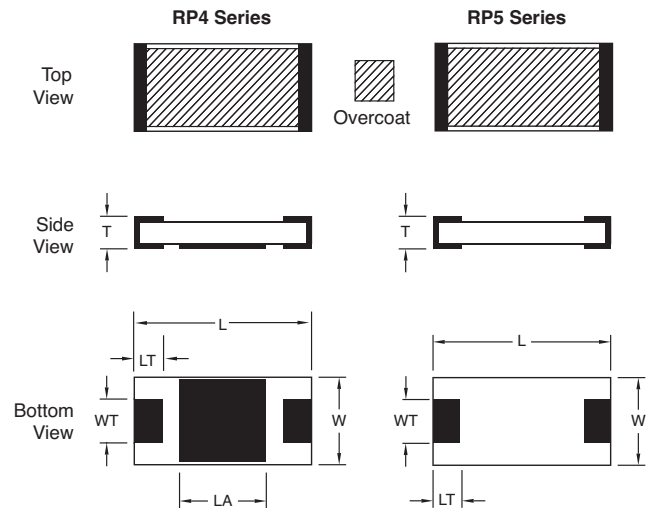 RP4 Series
RP5 Series
Top
View
Overcoat
Side
View
T
T
L
LT
L
Bottom
View
WT
W
WT
W
LA
LT